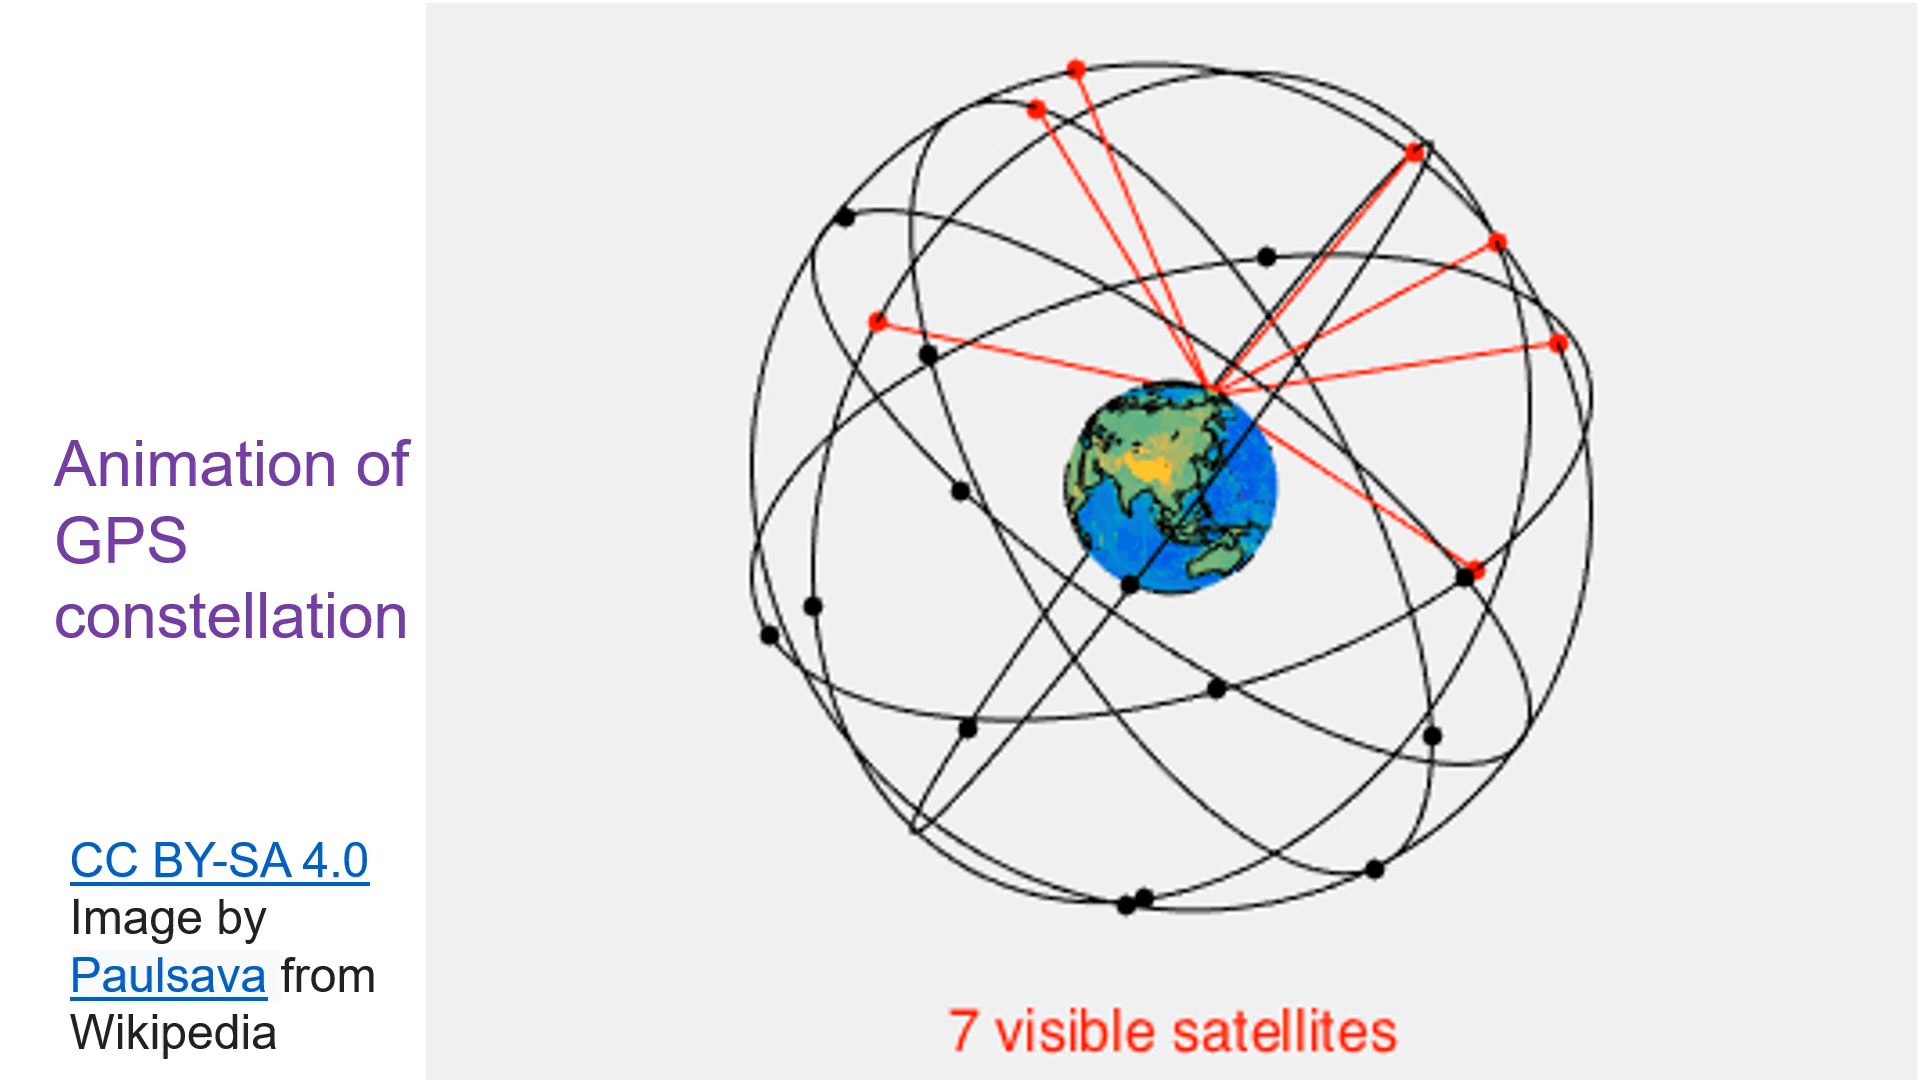 Animation of
GPS
constellation
CC BY-SA 4.0
Image by
Paulsava from
Wikipedia
7 visible satellites